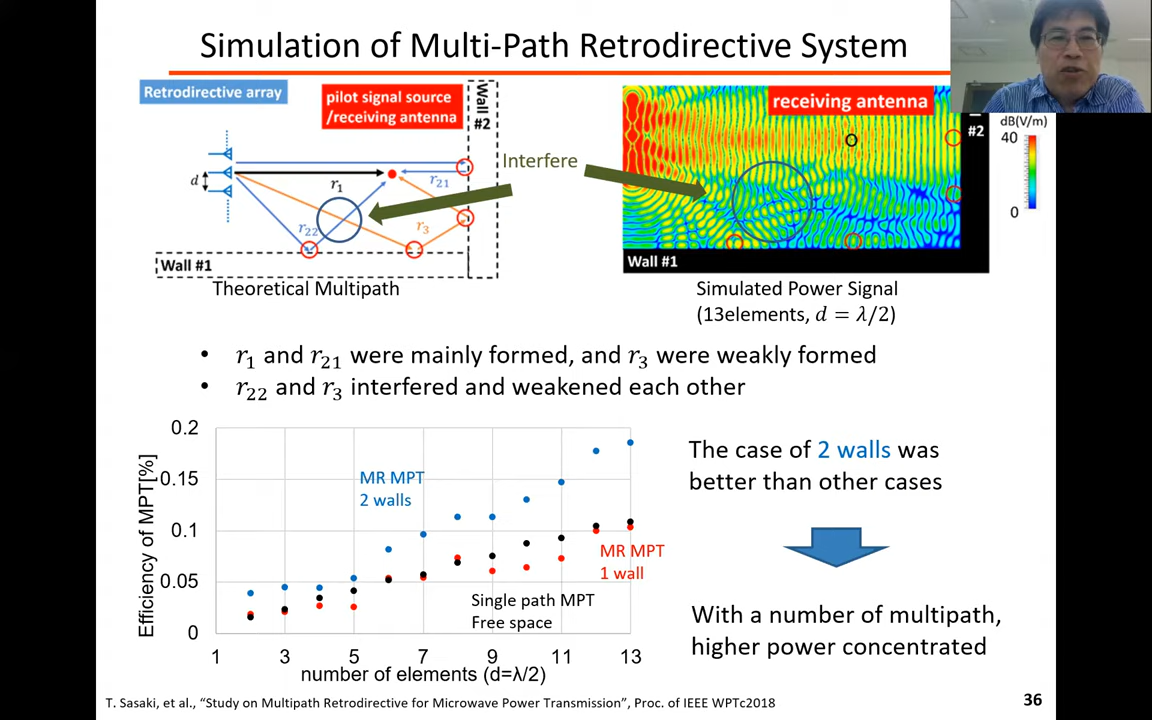 Simulation of Multi-Path Retrodirective System
Retrodirective array
pilot signal source
/receiving antenna
Wall
#2
d
r₁
r₂₁
r₂₂
r₃
Wall #1
Theoretical Multipath
Interfere
receiving antenna
#2
Wall #1
dB(V/m)
40
0
Simulated Power Signal
(13elements, d = λ/2)
• r₁ and r₂₁ were mainly formed, and r₃ were weakly formed
• r₂₂ and r₃ interfered and weakened each other
Efficiency of MPT[%]
0.2
0.15
0.1
0.05
0
MR MPT
2 walls
MR MPT
1 wall
Single path MPT
Free space
1 3 5 7 9 11 13
number of elements (d=λ/2)
The case of 2 walls was
better than other cases
With a number of multipath,
higher power concentrated
T. Sasaki, et al., “Study on Multipath Retrodirective for Microwave Power Transmission”, Proc. of IEEE WPTc2018
36